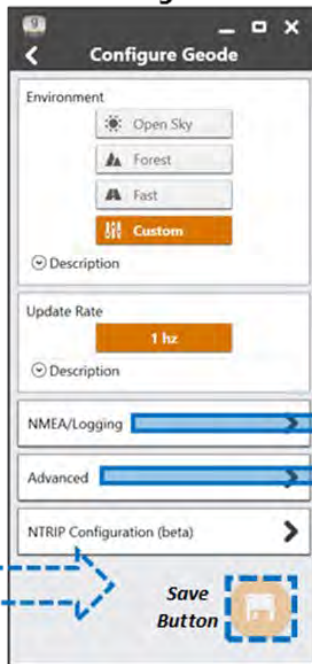 Configure Geode
Environment
Open Sky
Forest
Fast
Custom
Description
Update Rate
1 hz
Description
NMEA/Logging
Advanced
NTRIP Configuration (beta)
Save
Button